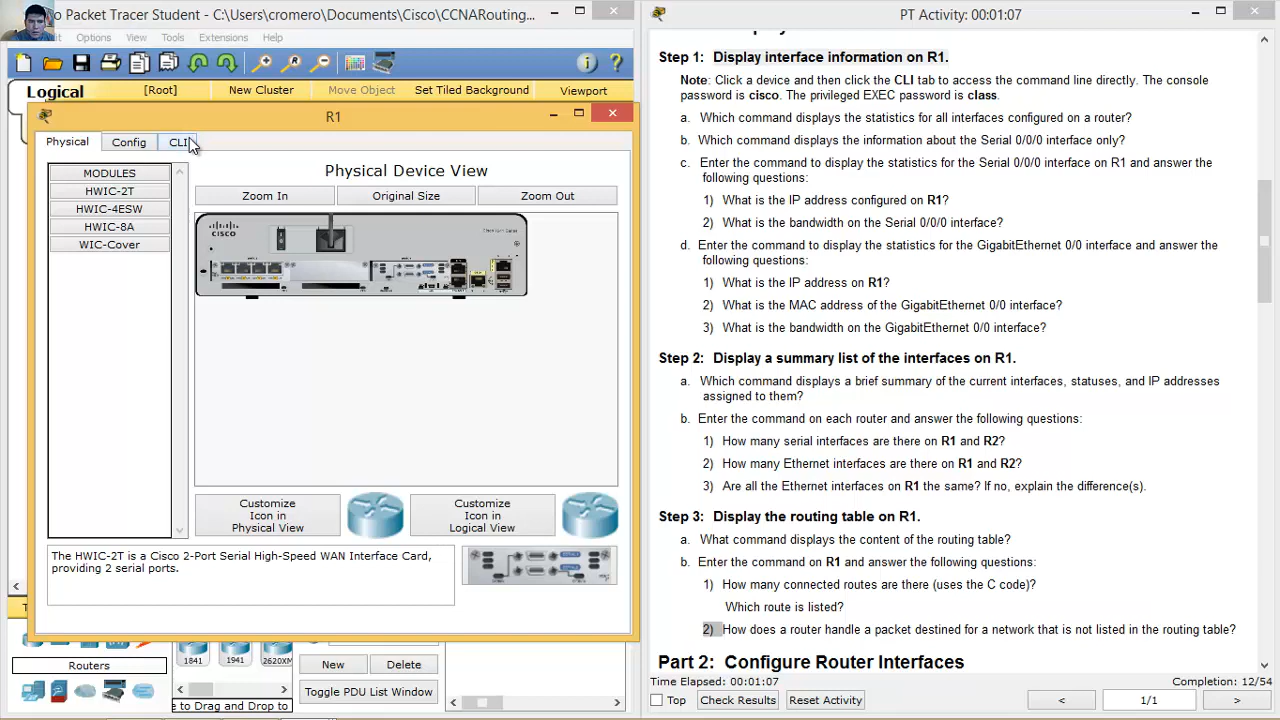 o Packet Tracer Student - C:\Users\cromero\Documents\Cisco\CCNARouting...
Options View Tools Extensions Help
Logical [Root] New Cluster Move Object Set Tiled Background Viewport
R1
Physical Config CLI
MODULES
HWIC-2T
HWIC-4ESW
HWIC-8A
WIC-Cover
Physical Device View
Zoom In Original Size Zoom Out
CISCO
Customize
Icon in
Physical View
Customize
Icon in
Logical View
The HWIC-2T is a Cisco 2-Port Serial High-Speed WAN Interface Card,
providing 2 serial ports.
Routers
1841 1941 2620XM
New Delete
Toggle PDU List Window
e to Drag and Drop to
PT Activity: 00:01:07
Step 1: Display interface information on R1.
Note: Click a device and then click the CLI tab to access the command line directly. The console
password is cisco. The privileged EXEC password is class.
a. Which command displays the statistics for all interfaces configured on a router?
b. Which command displays the information about the Serial 0/0/0 interface only?
c. Enter the command to display the statistics for the Serial 0/0/0 interface on R1 and answer the
following questions:
1) What is the IP address configured on R1?
2) What is the bandwidth on the Serial 0/0/0 interface?
d. Enter the command to display the statistics for the GigabitEthernet 0/0 interface and answer the
following questions:
1) What is the IP address on R1?
2) What is the MAC address of the GigabitEthernet 0/0 interface?
3) What is the bandwidth on the GigabitEthernet 0/0 interface?
Step 2: Display a summary list of the interfaces on R1.
a. Which command displays a brief summary of the current interfaces, statuses, and IP addresses
assigned to them?
b. Enter the command on each router and answer the following questions:
1) How many serial interfaces are there on R1 and R2?
2) How many Ethernet interfaces are there on R1 and R2?
3) Are all the Ethernet interfaces on R1 the same? If no, explain the difference(s).
Step 3: Display the routing table on R1.
a. What command displays the content of the routing table?
b. Enter the command on R1 and answer the following questions:
1) How many connected routes are there (uses the C code)?
Which route is listed?
2) How does a router handle a packet destined for a network that is not listed in the routing table?
Part 2: Configure Router Interfaces
Time Elapsed: 00:01:07 Completion: 12/54
Top Check Results Reset Activity < 1/1 >